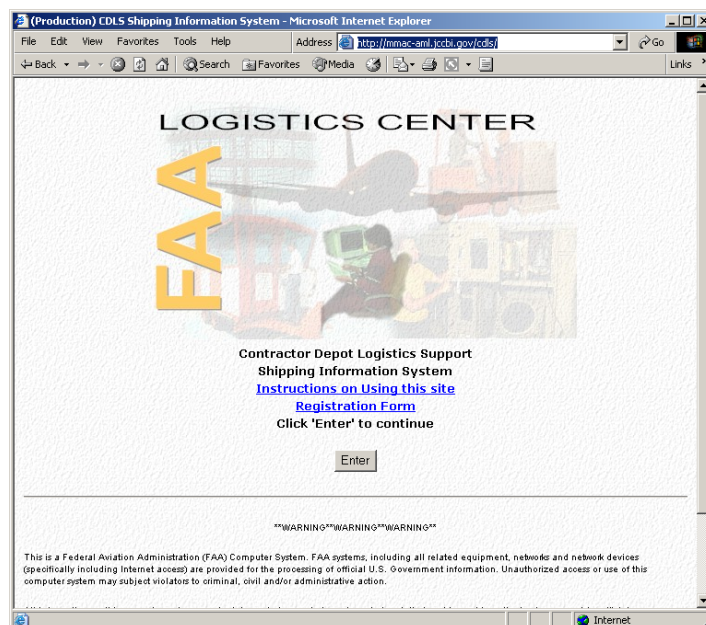 (Production) CDLS Shipping Information System - Microsoft Internet Explorer
File Edit View Favorites Tools Help Address http://mmac-aml.jccbi.gov/cdls/ Go
Back Search Favorites Media Links
LOGISTICS CENTER
FAA
Contractor Depot Logistics Support
Shipping Information System
Instructions on Using this site
Registration Form
Click 'Enter' to continue
Enter
**WARNING**WARNING**WARNING**
This is a Federal Aviation Administration (FAA) Computer System. FAA systems, including all related equipment, networks and network devices
(specifically including Internet access) are provided for the processing of official U.S. Government information. Unauthorized access or use of this
computer system may subject violators to criminal, civil and/or administrative action.
Internet